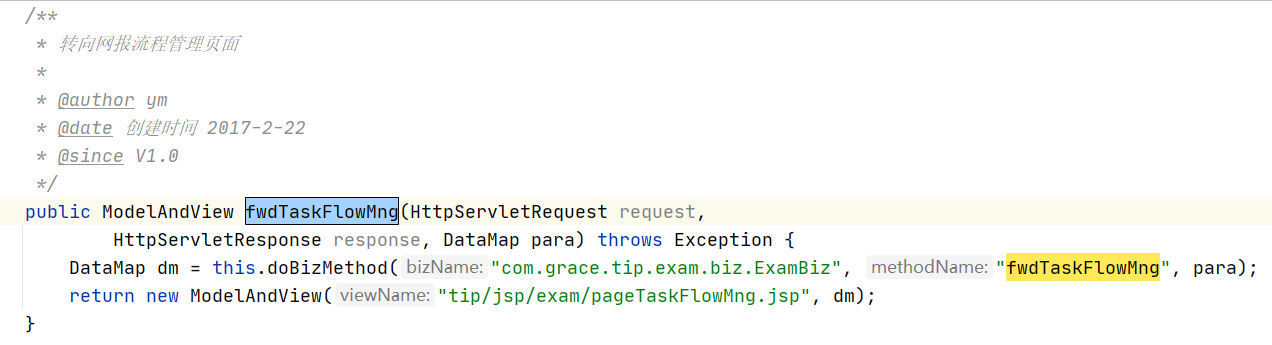 /**
 * 转向网报流程管理页面
 *
 * @author ym
 * @date 创建时间 2017-2-22
 * @since V1.0
 */
public ModelAndView fwdTaskFlowMng(HttpServletRequest request,
        HttpServletResponse response, DataMap para) throws Exception {
    DataMap dm = this.doBizMethod( bizName: "com.grace.tip.exam.biz.ExamBiz", methodName: "fwdTaskFlowMng", para);
    return new ModelAndView( viewName: "tip/jsp/exam/pageTaskFlowMng.jsp", dm);
}